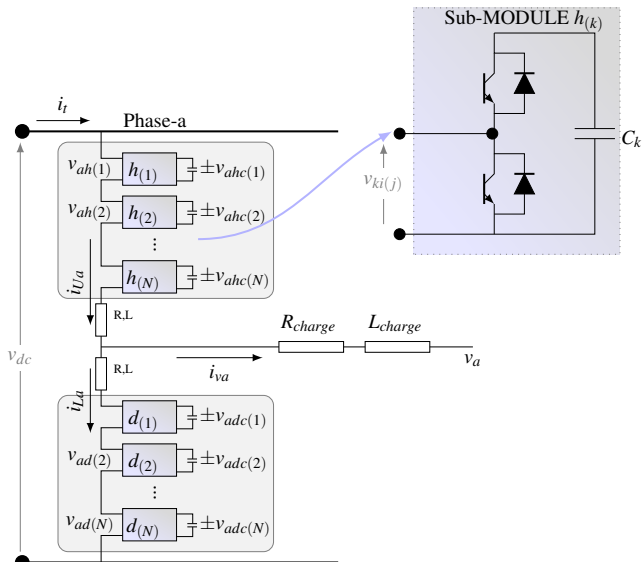 Sub-MODULE h(k)
i_t
Phase-a
C_k
v_ki(j)
v_ah(1) h(1) ±v_ahc(1)
v_ah(2) h(2) ±v_ahc(2)
...
i_Ua
h(N) ±v_ahc(N)
R,L
R_charge L_charge
v_dc
i_va
v_a
R,L
i_La
d(1) ±v_adc(1)
v_ad(2) d(2) ±v_adc(2)
...
v_ad(N) d(N) ±v_adc(N)